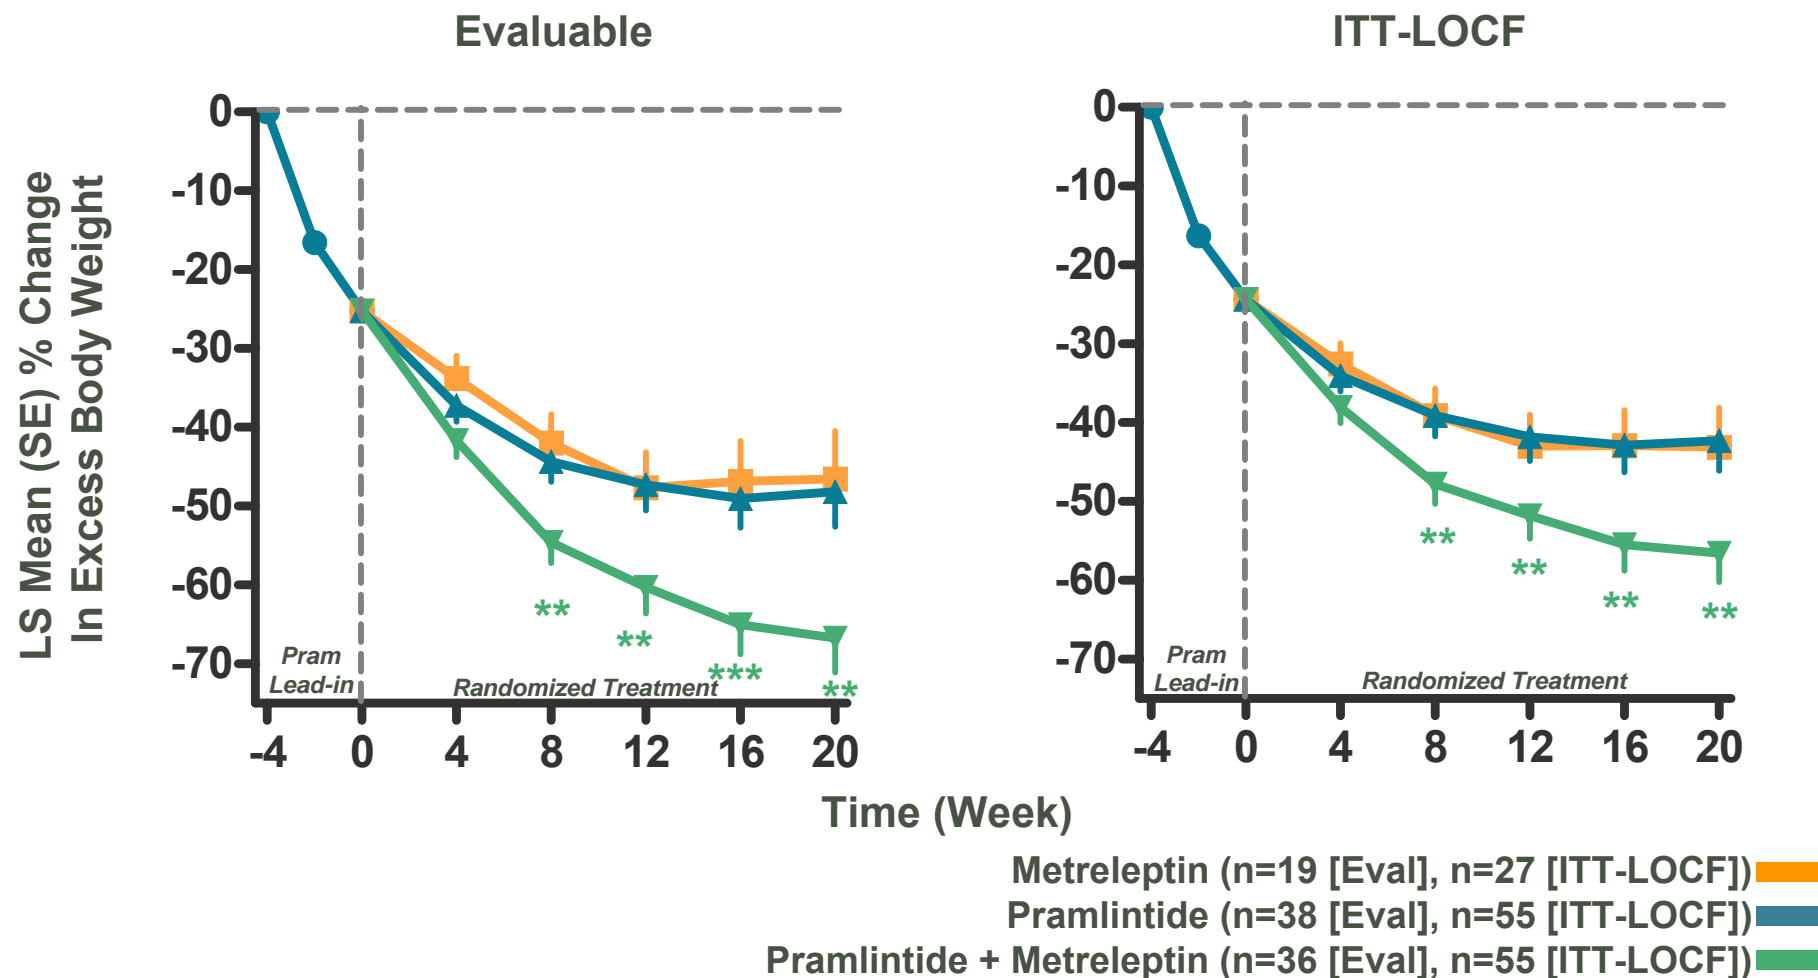 Evaluable
ITT-LOCF
LS Mean (SE) % Change
In Excess Body Weight
0
-10
-20
-30
-40
-50
-60
-70
Pram
Lead-in
Randomized Treatment
**
**
***
**
-4 0 4 8 12 16 20
0
-10
-20
-30
-40
-50
-60
-70
Pram
Lead-in
Randomized Treatment
**
**
**
**
-4 0 4 8 12 16 20
Time (Week)
Metreleptin (n=19 [Eval], n=27 [ITT-LOCF])
Pramlintide (n=38 [Eval], n=55 [ITT-LOCF])
Pramlintide + Metreleptin (n=36 [Eval], n=55 [ITT-LOCF])